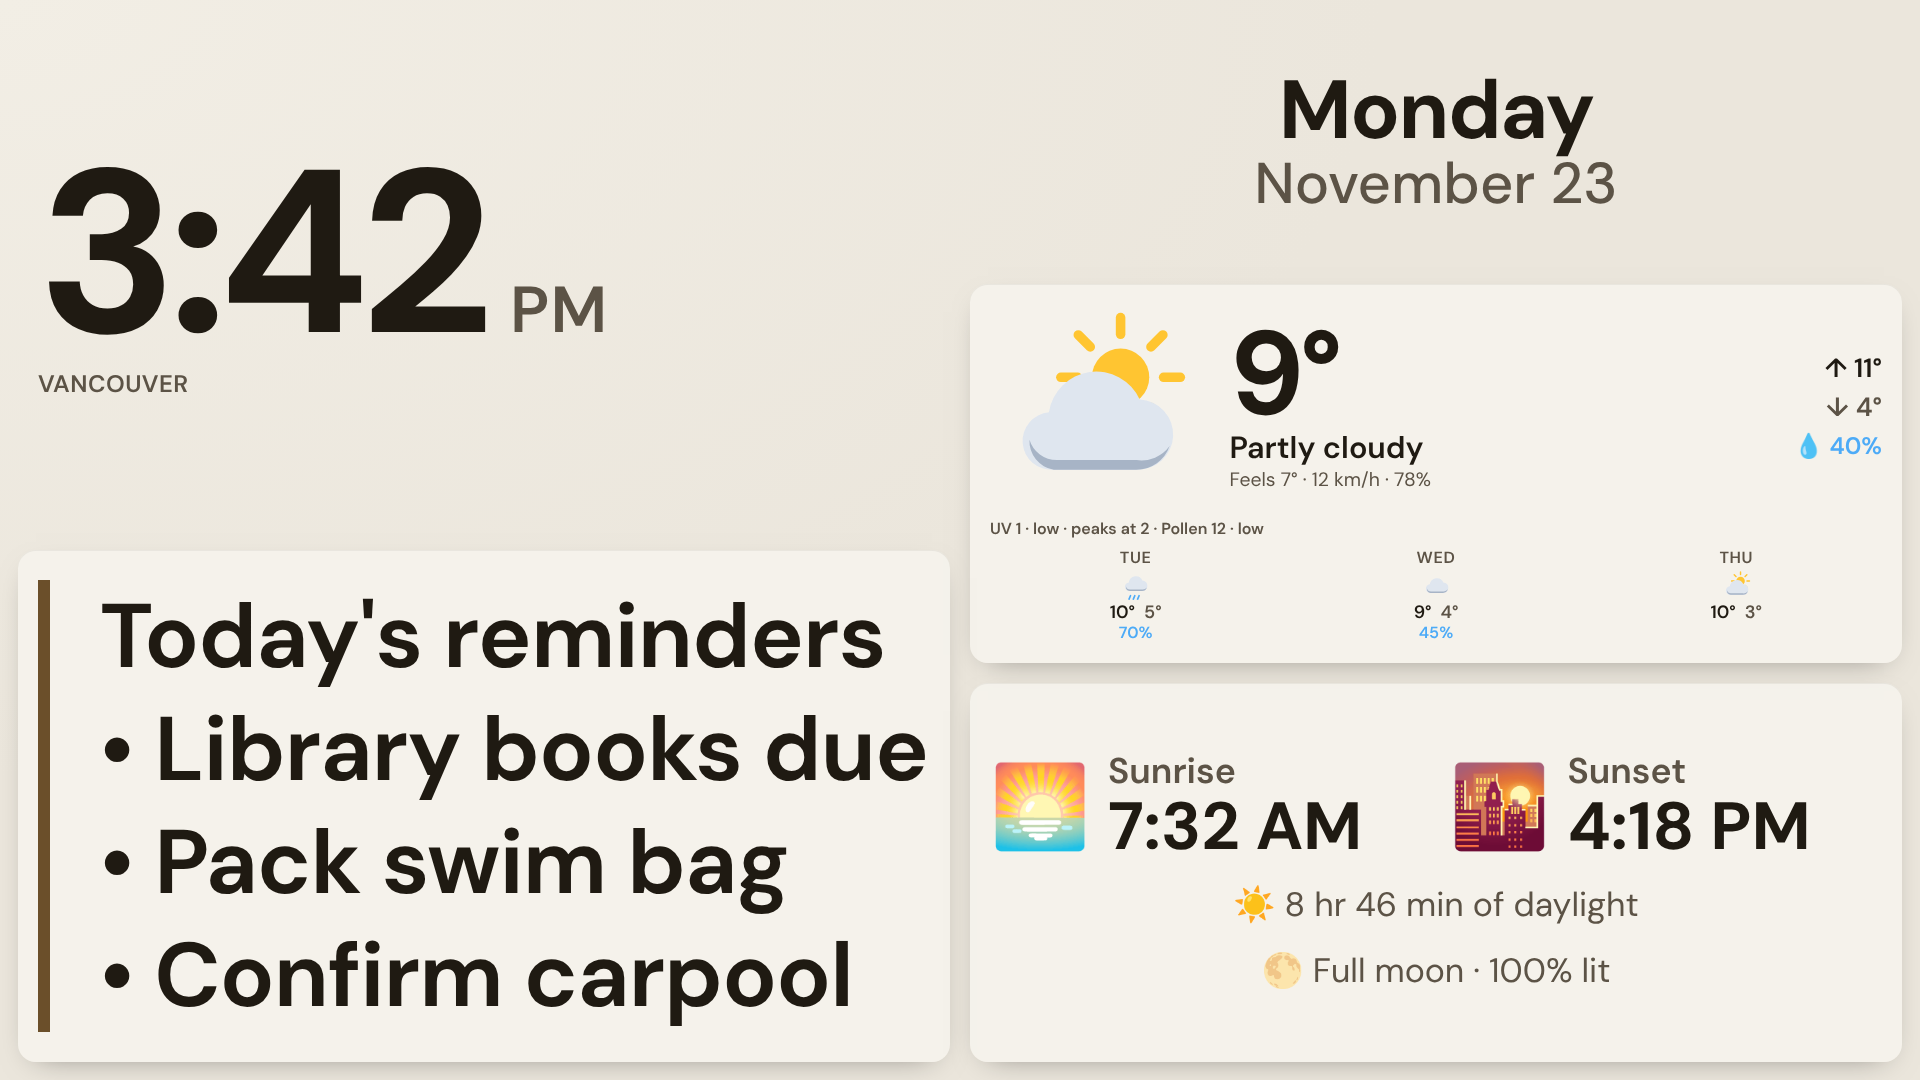 3:42 PM
VANCOUVER
Monday
November 23
9°
Partly cloudy
Feels 7° · 12 km/h · 78%
↑ 11°
↓ 4°
💧 40%
UV 1 · low · peaks at 2 · Pollen 12 · low
TUE
10° 5°
70%
WED
9° 4°
45%
THU
10° 3°
Today's reminders
• Library books due
• Pack swim bag
• Confirm carpool
Sunrise
7:32 AM
Sunset
4:18 PM
8 hr 46 min of daylight
Full moon · 100% lit